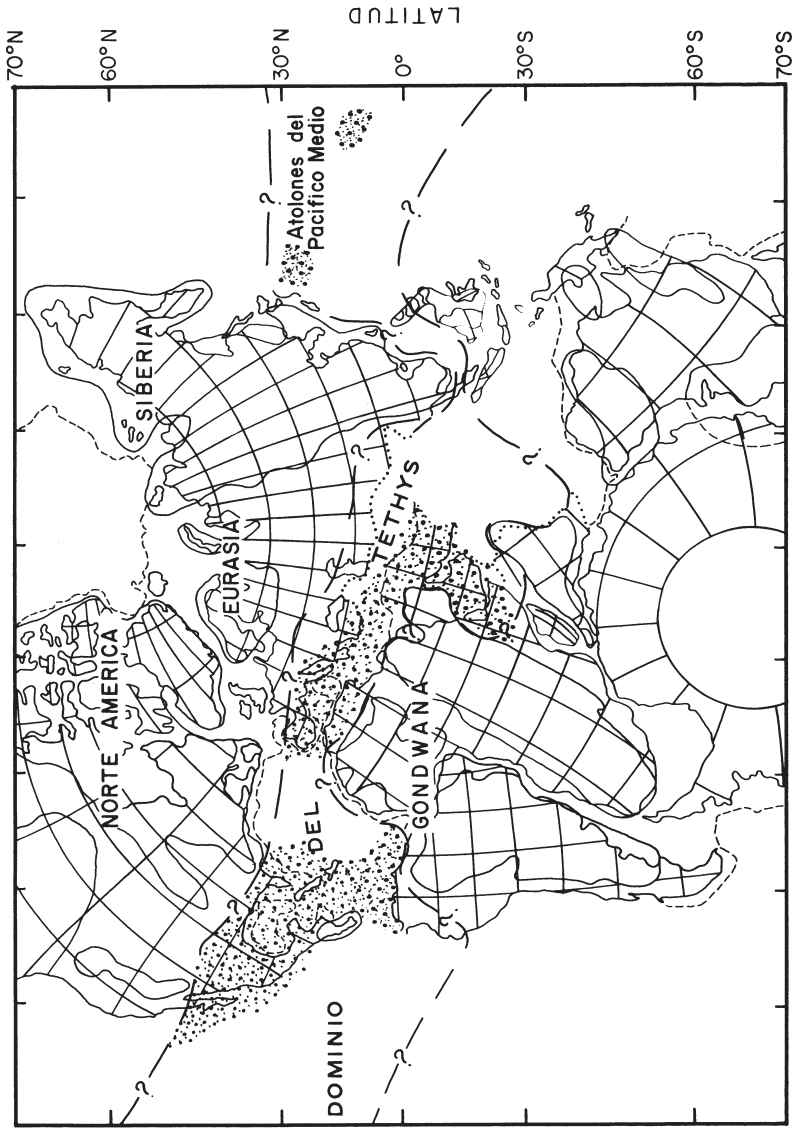 LATITUD
70°N
60°N
30°N
0°
30°S
60°S
70°S
?
Atolones del
Pacifico Medio
?
SIBERIA
?
?
TETHYS
EURASIA
NORTE AMERICA
?
GONDWANA
?
DEL
?
DOMINIO
?
?